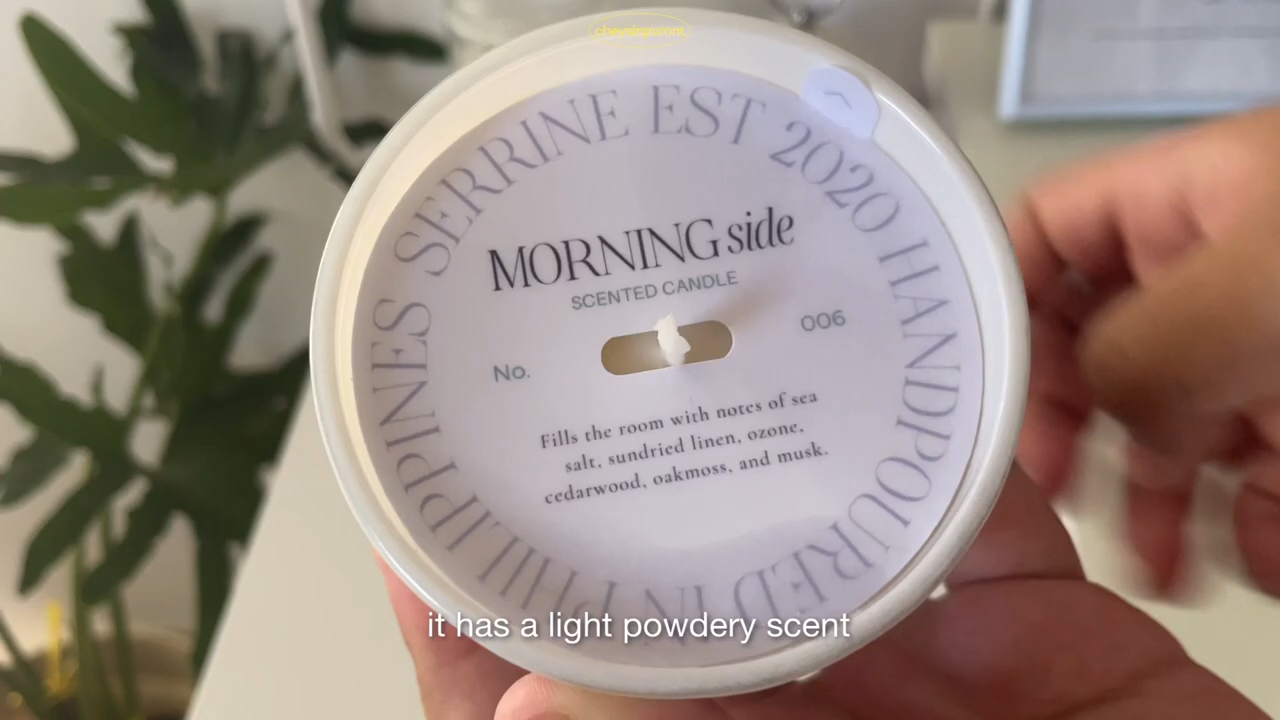 SERRINE EST 2020 HANDPOURED IN PHILIPPINES
MORNING side
SCENTED CANDLE
No. 006
Fills the room with notes of sea
salt, sundried linen, ozone,
cedarwood, oakmoss, and musk.
it has a light powdery scent